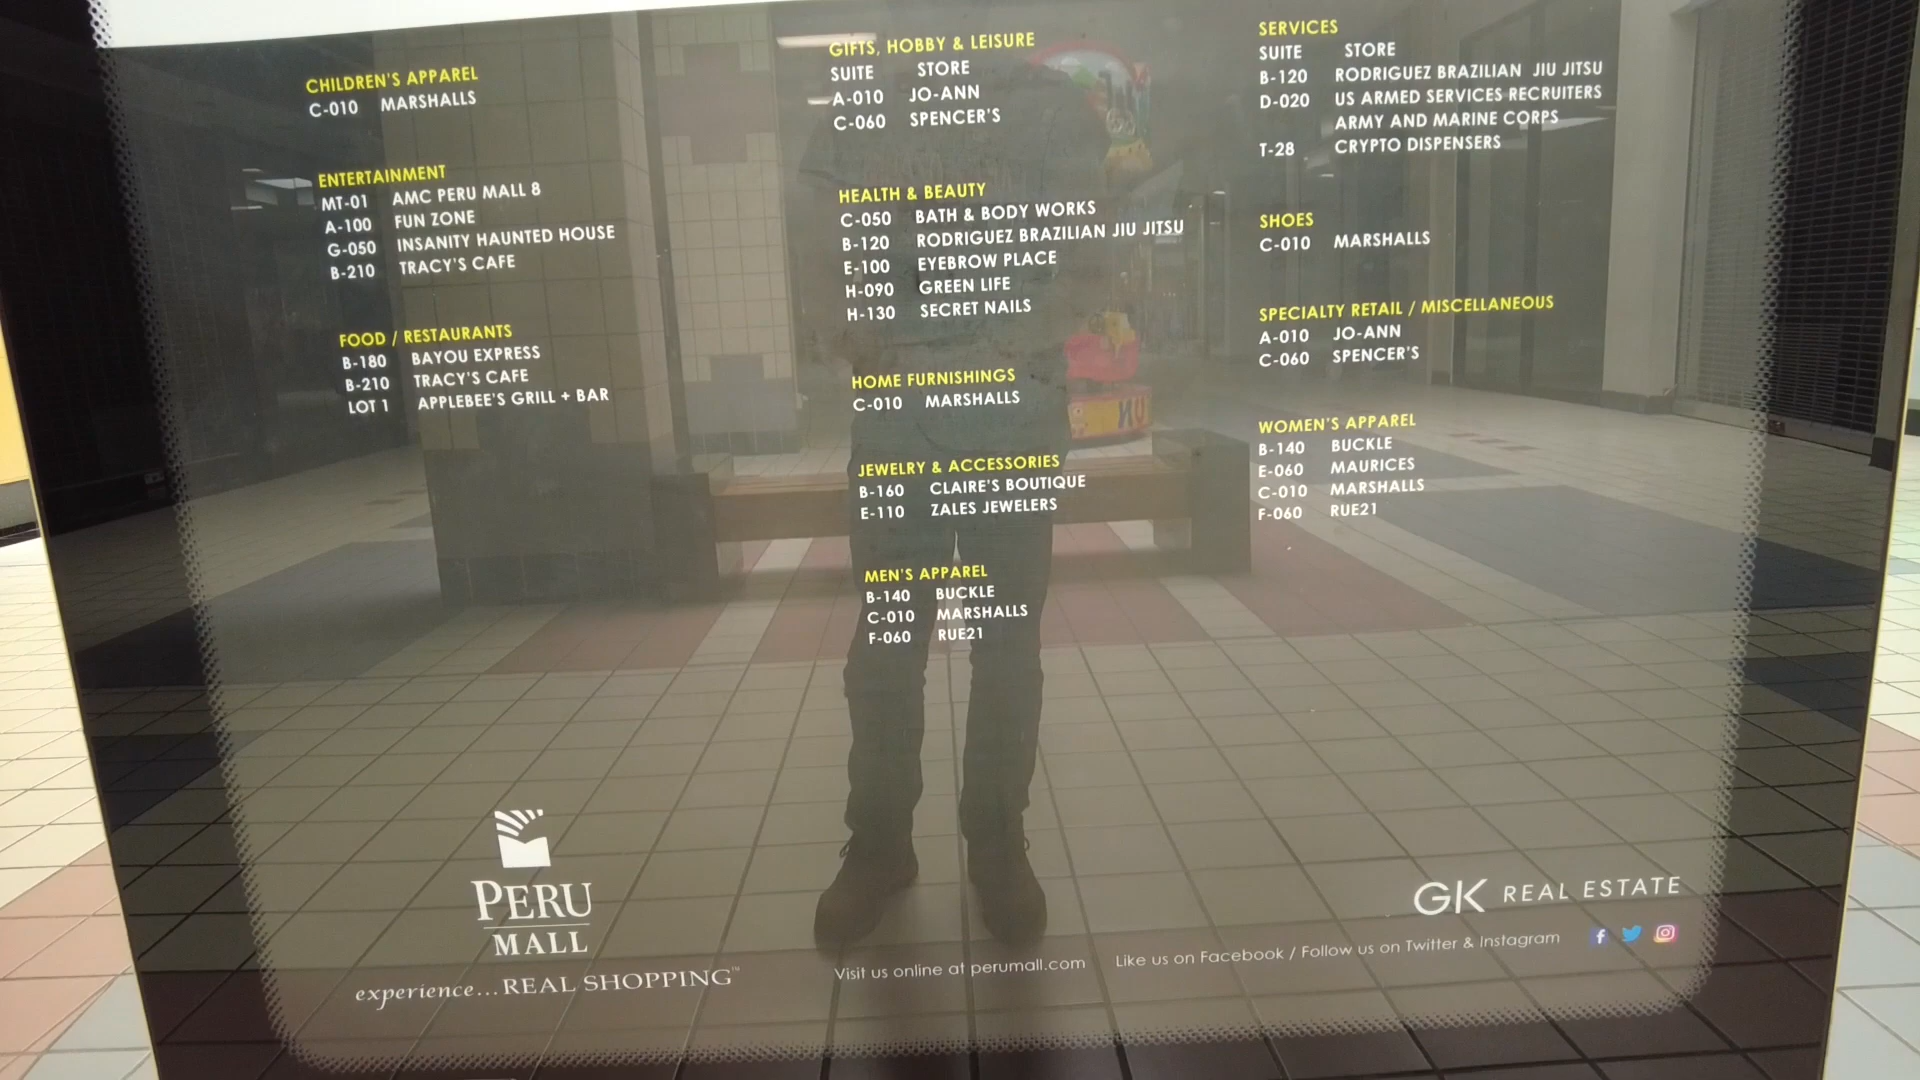 CHILDREN'S APPAREL
C-010 MARSHALLS
ENTERTAINMENT
MT-01 AMC PERU MALL 8
A-100 FUN ZONE
G-050 INSANITY HAUNTED HOUSE
B-210 TRACY'S CAFE
FOOD / RESTAURANTS
B-180 BAYOU EXPRESS
B-210 TRACY'S CAFE
LOT 1 APPLEBEE'S GRILL + BAR
GIFTS, HOBBY & LEISURE
SUITE STORE
A-010 JO-ANN
C-060 SPENCER'S
HEALTH & BEAUTY
C-050 BATH & BODY WORKS
B-120 RODRIGUEZ BRAZILIAN JIU JITSU
E-100 EYEBROW PLACE
H-090 GREEN LIFE
H-130 SECRET NAILS
HOME FURNISHINGS
C-010 MARSHALLS
JEWELRY & ACCESSORIES
B-160 CLAIRE'S BOUTIQUE
E-110 ZALES JEWELERS
MEN'S APPAREL
B-140 BUCKLE
C-010 MARSHALLS
F-060 RUE21
SERVICES
SUITE STORE
B-120 RODRIGUEZ BRAZILIAN JIU JITSU
D-020 US ARMED SERVICES RECRUITERS
ARMY AND MARINE CORPS
T-28 CRYPTO DISPENSERS
SHOES
C-010 MARSHALLS
SPECIALTY RETAIL / MISCELLANEOUS
A-010 JO-ANN
C-060 SPENCER'S
WOMEN'S APPAREL
B-140 BUCKLE
E-060 MAURICES
C-010 MARSHALLS
F-060 RUE21
PERU
MALL
experience...REAL SHOPPING™
Visit us online at perumall.com
GK REAL ESTATE
Like us on Facebook / Follow us on Twitter & Instagram